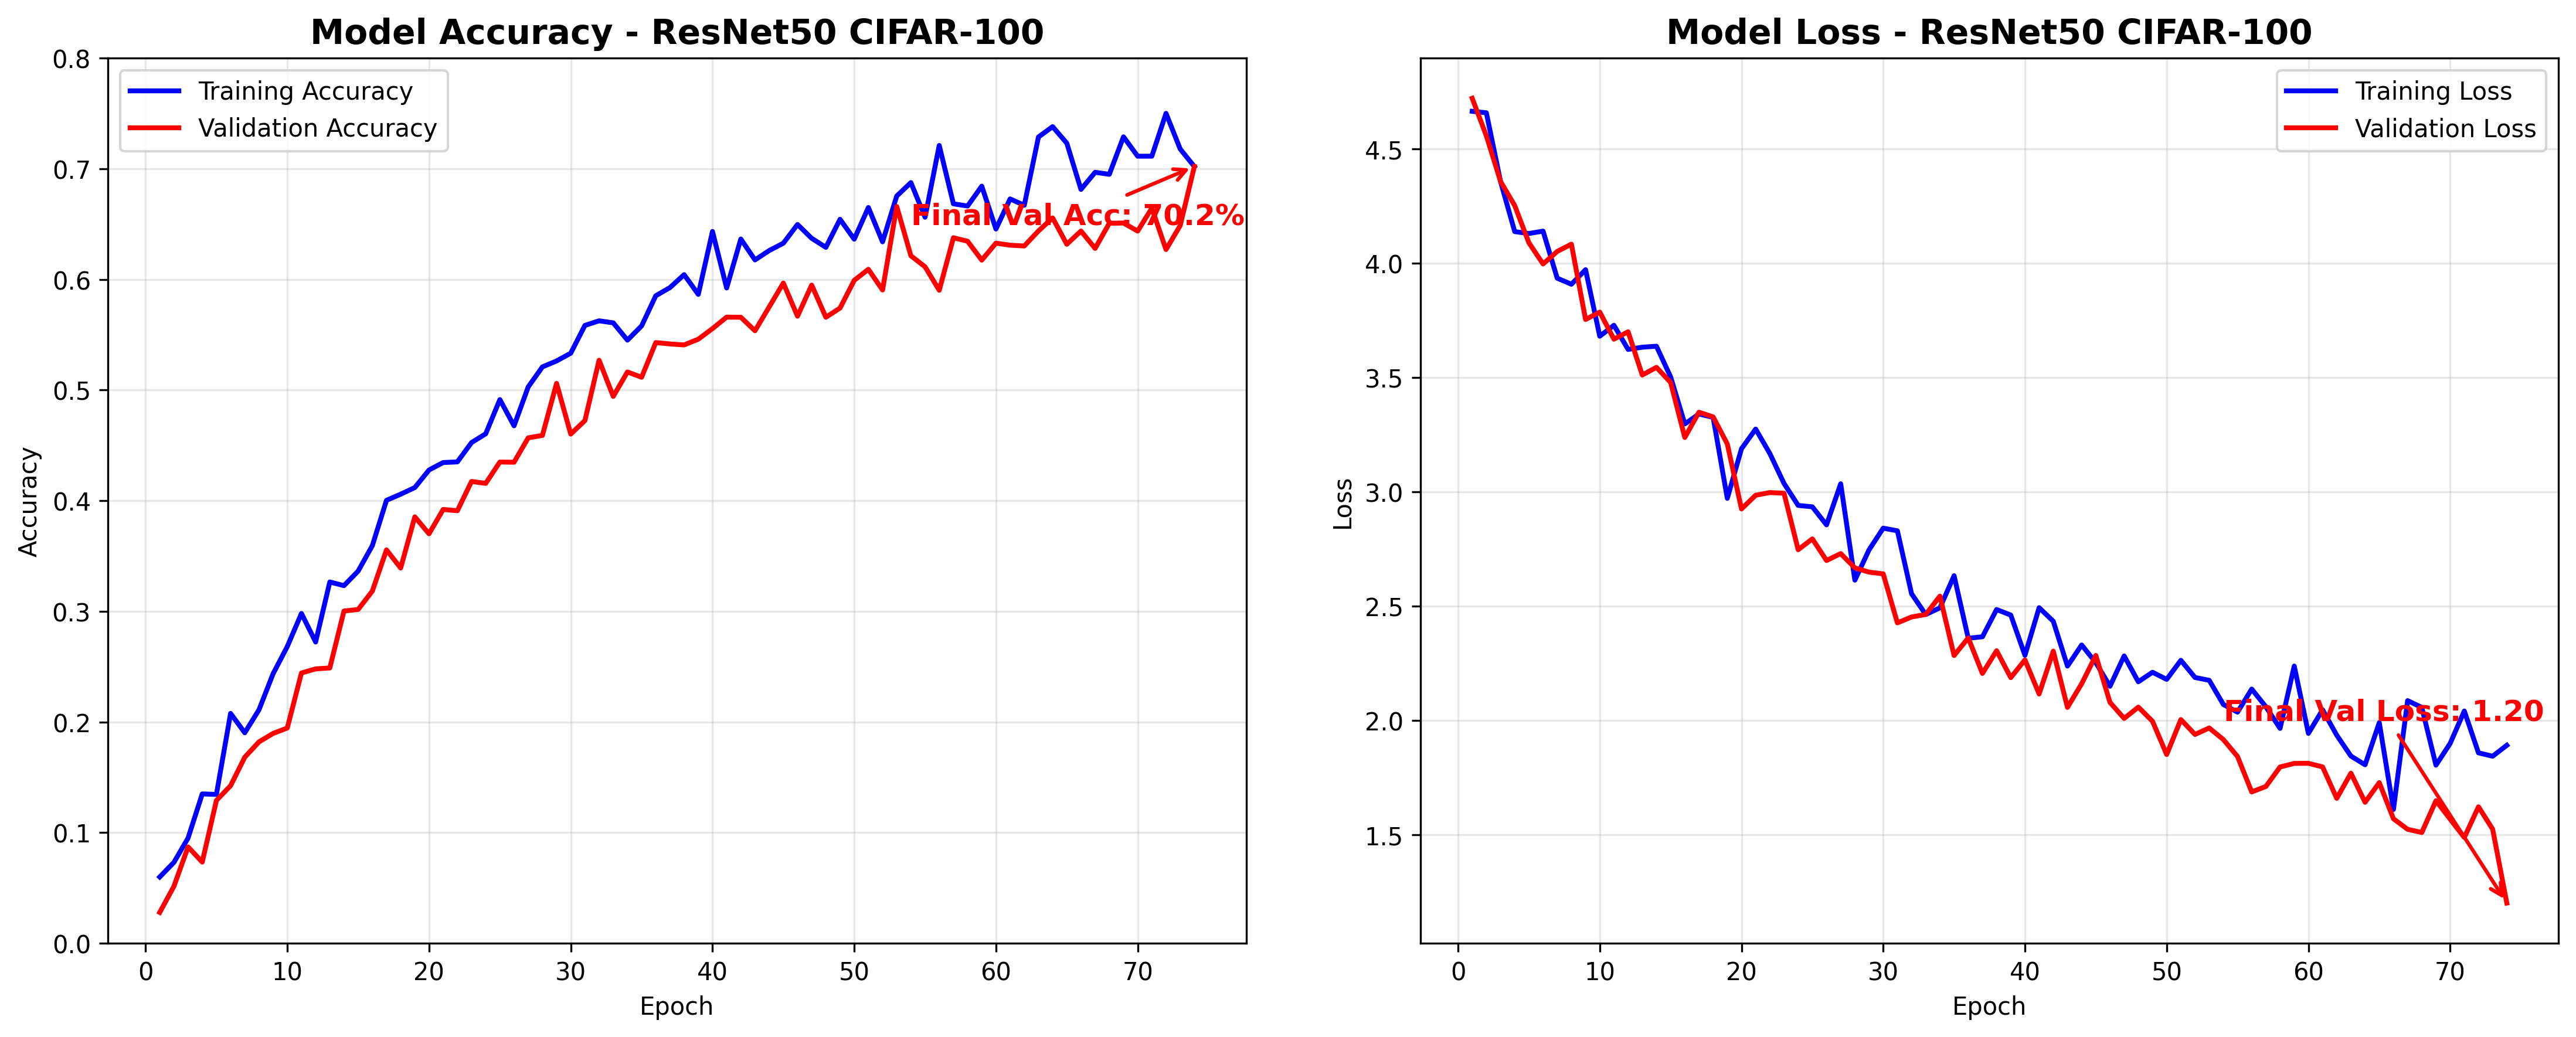 Model Accuracy - ResNet50 CIFAR-100
Training Accuracy
Validation Accuracy
Final Val Acc: 70.2%
Accuracy
0.8
0.7
0.6
0.5
0.4
0.3
0.2
0.1
0.0
0 10 20 30 40 50 60 70
Epoch
Model Loss - ResNet50 CIFAR-100
Training Loss
Validation Loss
Final Val Loss: 1.20
Loss
4.5
4.0
3.5
3.0
2.5
2.0
1.5
0 10 20 30 40 50 60 70
Epoch